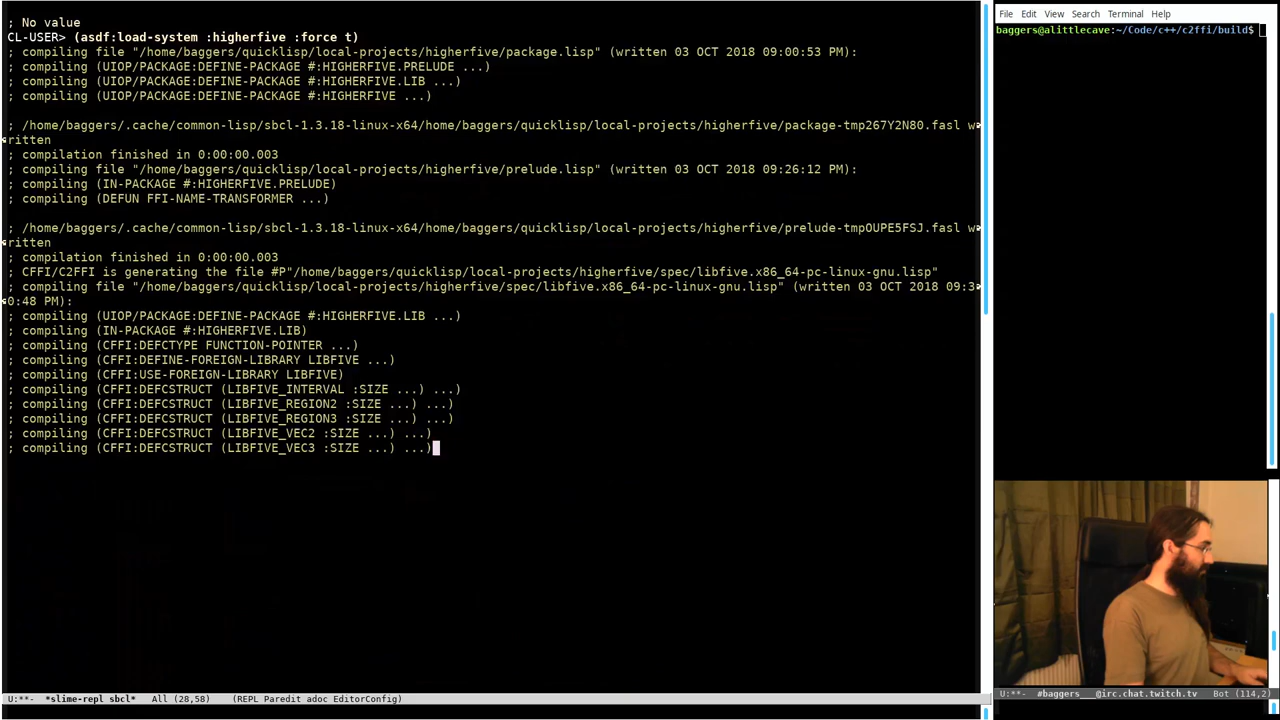 ; No value
CL-USER> (asdf:load-system :higherfive :force t)
; compiling file "/home/baggers/quicklisp/local-projects/higherfive/package.lisp" (written 03 OCT 2018 09:00:53 PM):
; compiling (UIOP/PACKAGE:DEFINE-PACKAGE #:HIGHERFIVE.PRELUDE ...)
; compiling (UIOP/PACKAGE:DEFINE-PACKAGE #:HIGHERFIVE.LIB ...)
; compiling (UIOP/PACKAGE:DEFINE-PACKAGE #:HIGHERFIVE ...)
; /home/baggers/.cache/common-lisp/sbcl-1.3.18-linux-x64/home/baggers/quicklisp/local-projects/higherfive/package-tmp267Y2N80.fasl w
ritten
; compilation finished in 0:00:00.003
; compiling file "/home/baggers/quicklisp/local-projects/higherfive/prelude.lisp" (written 03 OCT 2018 09:26:12 PM):
; compiling (IN-PACKAGE #:HIGHERFIVE.PRELUDE)
; compiling (DEFUN FFI-NAME-TRANSFORMER ...)
; /home/baggers/.cache/common-lisp/sbcl-1.3.18-linux-x64/home/baggers/quicklisp/local-projects/higherfive/prelude-tmpOUPE5FSJ.fasl w
ritten
; compilation finished in 0:00:00.003
; CFFI/C2FFI is generating the file #P"/home/baggers/quicklisp/local-projects/higherfive/spec/libfive.x86_64-pc-linux-gnu.lisp"
; compiling file "/home/baggers/quicklisp/local-projects/higherfive/spec/libfive.x86_64-pc-linux-gnu.lisp" (written 03 OCT 2018 09:3
0:48 PM):
; compiling (UIOP/PACKAGE:DEFINE-PACKAGE #:HIGHERFIVE.LIB ...)
; compiling (IN-PACKAGE #:HIGHERFIVE.LIB)
; compiling (CFFI:DEFCTYPE FUNCTION-POINTER ...)
; compiling (CFFI:DEFINE-FOREIGN-LIBRARY LIBFIVE ...)
; compiling (CFFI:USE-FOREIGN-LIBRARY LIBFIVE)
; compiling (CFFI:DEFCSTRUCT (LIBFIVE_INTERVAL :SIZE ...) ...)
; compiling (CFFI:DEFCSTRUCT (LIBFIVE_REGION2 :SIZE ...) ...)
; compiling (CFFI:DEFCSTRUCT (LIBFIVE_REGION3 :SIZE ...) ...)
; compiling (CFFI:DEFCSTRUCT (LIBFIVE_VEC2 :SIZE ...) ...)
; compiling (CFFI:DEFCSTRUCT (LIBFIVE_VEC3 :SIZE ...) ...)
U:**- *slime-repl sbcl* All (28,58) (REPL Paredit adoc EditorConfig)
File Edit View Search Terminal Help
baggers@alittlecave:~/Code/c++/c2ffi/build$
U:**- #baggers___@irc.chat.twitch.tv Bot (114,2)